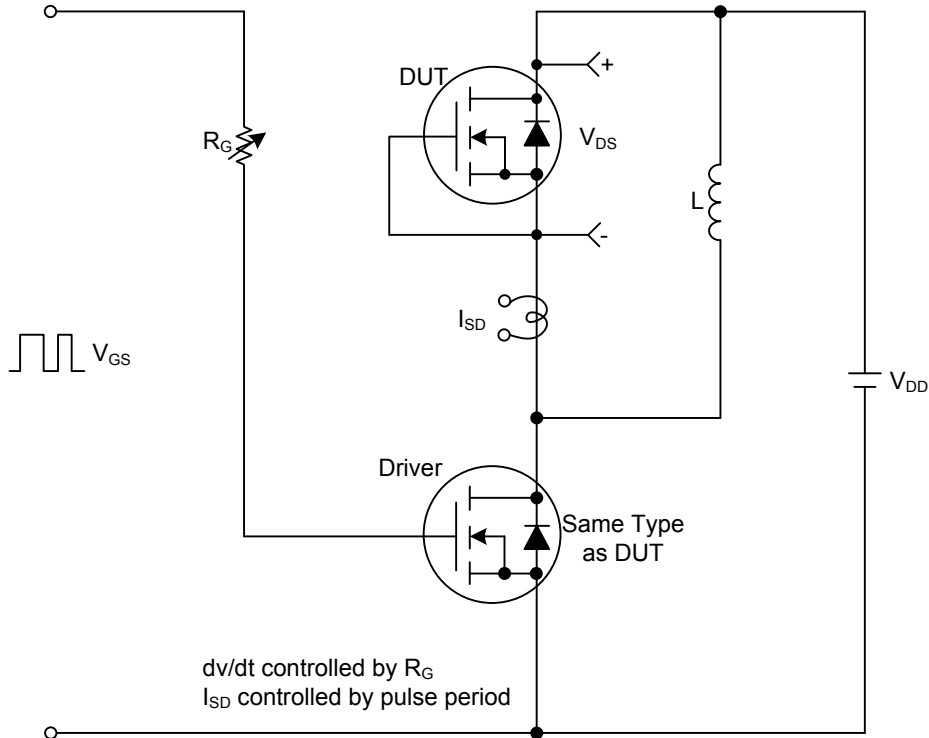 DUT
+
R_G
V_DS
L
-
I_SD
V_GS
V_DD
Driver
Same Type
as DUT
dv/dt controlled by R_G
I_SD controlled by pulse period